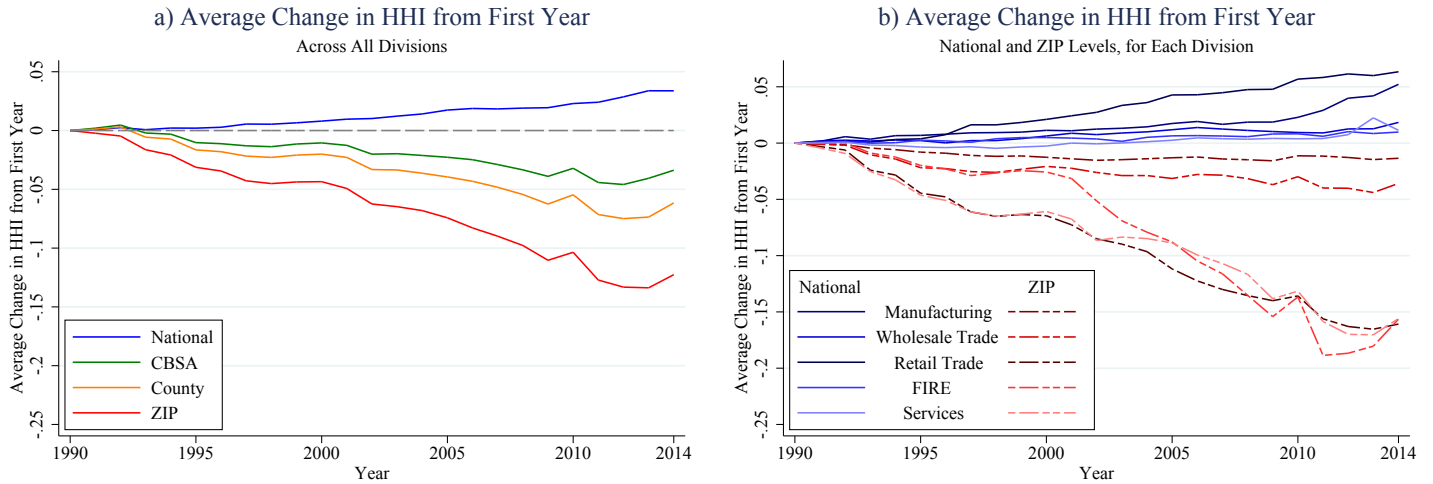 a) Average Change in HHI from First Year
Across All Divisions
Average Change in HHI from First Year
.05
0
-.05
-.1
-.15
-.2
-.25
National
CBSA
County
ZIP
1990
1995
2000
2005
2010
2014
Year
b) Average Change in HHI from First Year
National and ZIP Levels, for Each Division
Average Change in HHI from First Year
.05
0
-.05
-.1
-.15
-.2
-.25
National ZIP
Manufacturing
Wholesale Trade
Retail Trade
FIRE
Services
1990
1995
2000
2005
2010
2014
Year